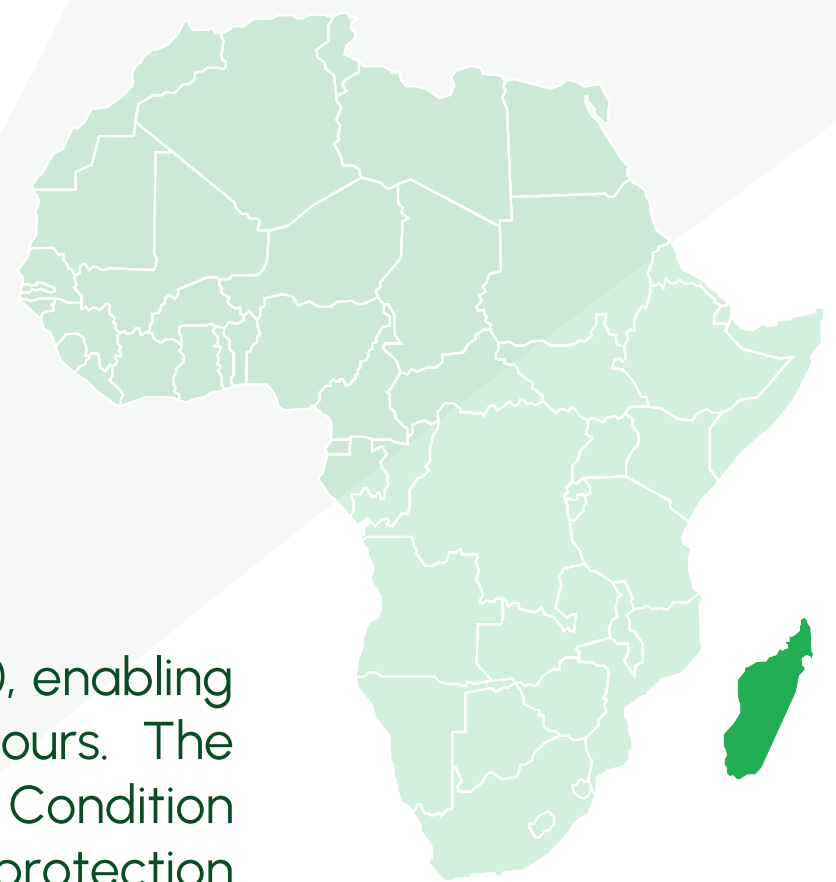 ), enabling
ours. The
Condition
protection